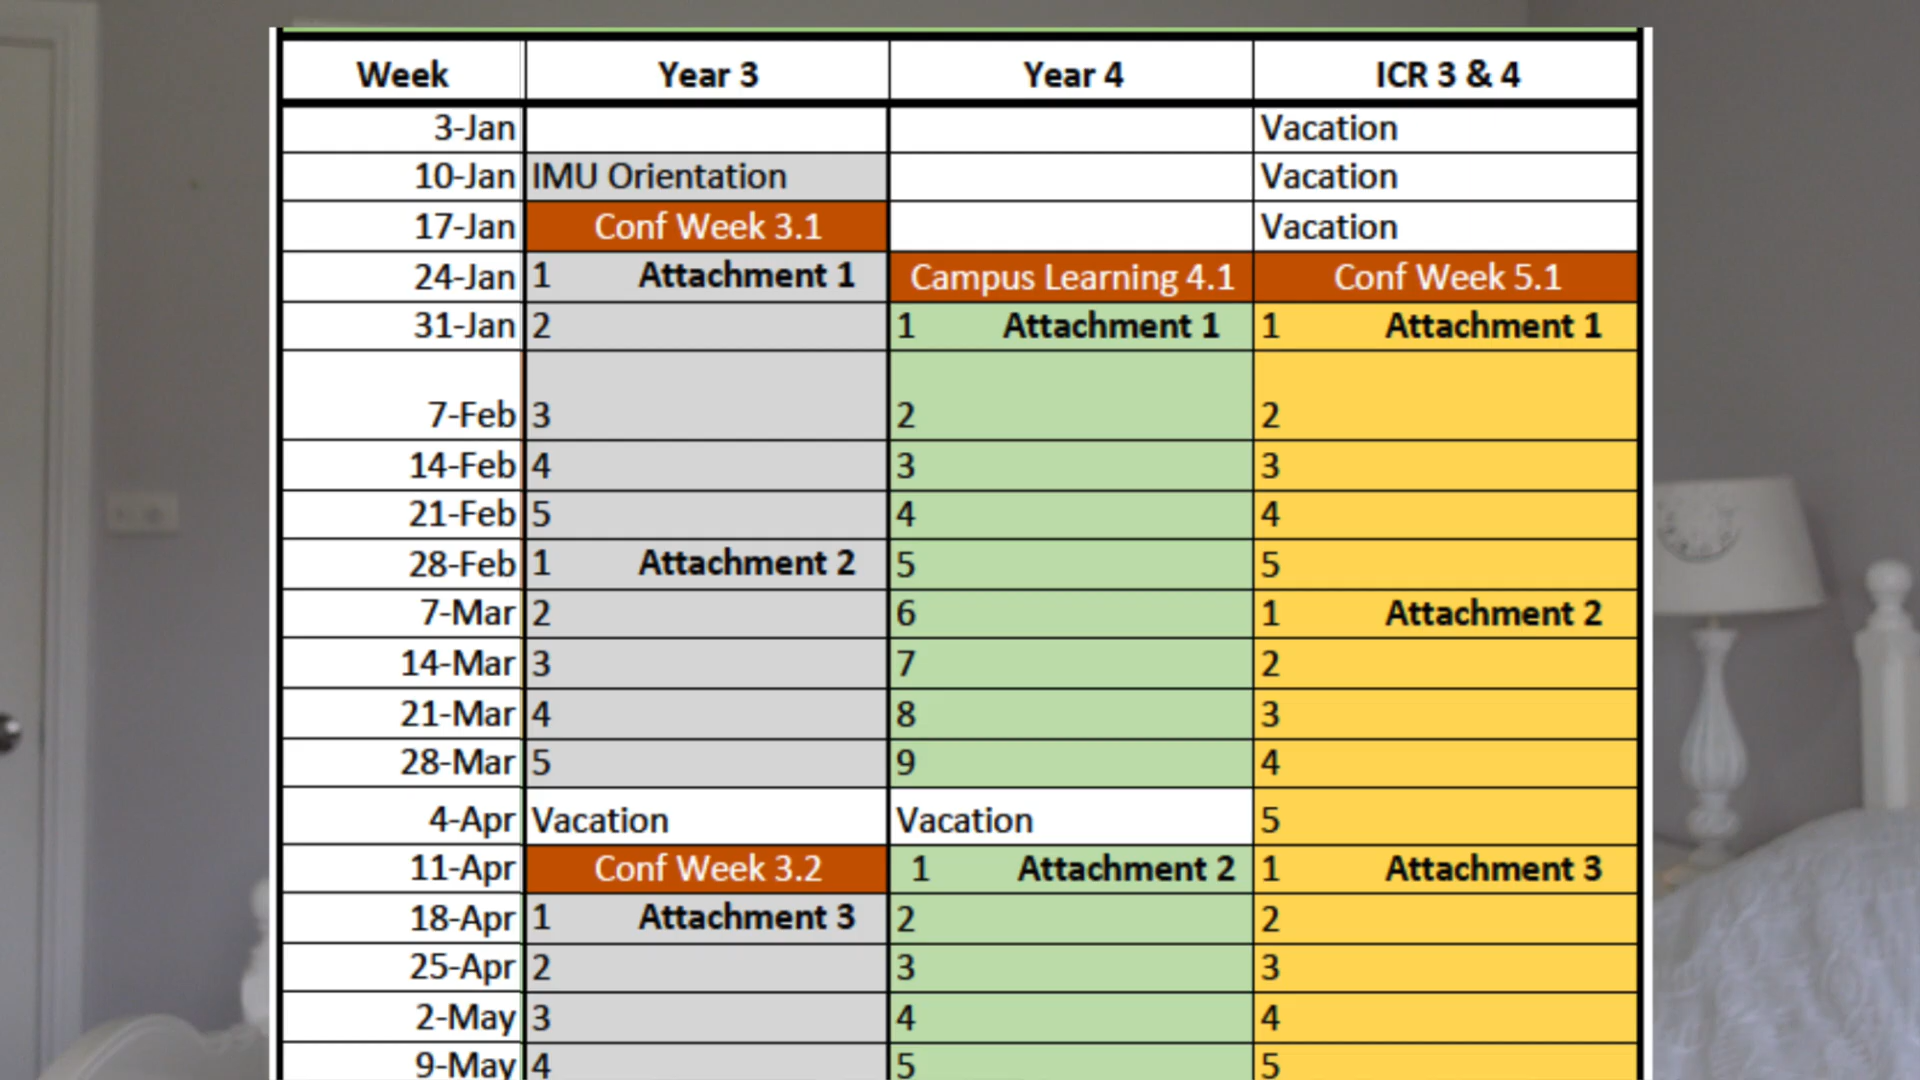 Week Year 3 Year 4 ICR 3 & 4
3-Jan Vacation
10-Jan IMU Orientation Vacation
17-Jan Conf Week 3.1 Vacation
24-Jan 1 Attachment 1 Campus Learning 4.1 Conf Week 5.1
31-Jan 2 1 Attachment 1 1 Attachment 1
7-Feb 3 2 2
14-Feb 4 3 3
21-Feb 5 4 4
28-Feb 1 Attachment 2 5 5
7-Mar 2 6 1 Attachment 2
14-Mar 3 7 2
21-Mar 4 8 3
28-Mar 5 9 4
4-Apr Vacation Vacation 5
11-Apr Conf Week 3.2 1 Attachment 2 1 Attachment 3
18-Apr 1 Attachment 3 2 2
25-Apr 2 3 3
2-May 3 4 4
9-May 4 5 5